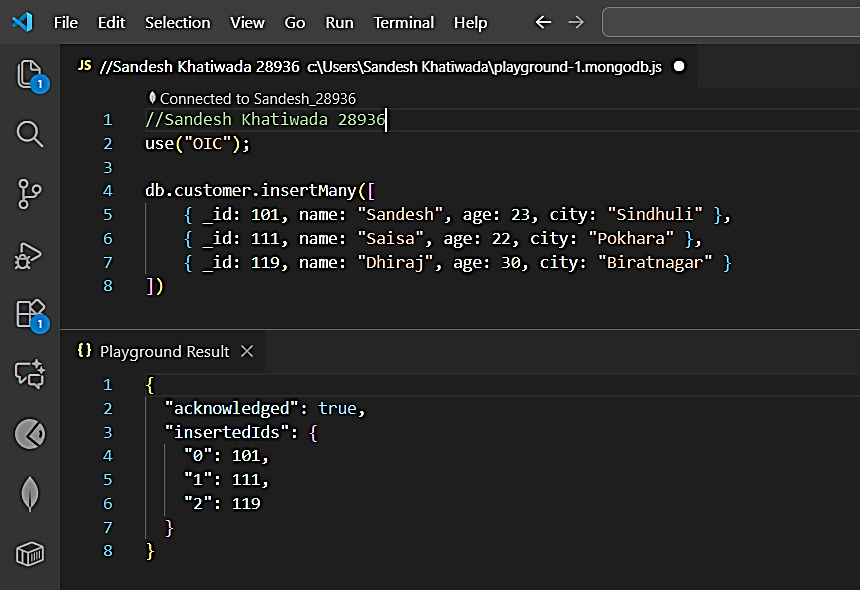 File Edit Selection View Go Run Terminal Help
JS //Sandesh Khatiwada 28936 c:\Users\Sandesh Khatiwada\playground-1.mongodb.js
1
Connected to Sandesh_28936
1 //Sandesh Khatiwada 28936
2 use("OIC");
3
4 db.customer.insertMany([
5 { _id: 101, name: "Sandesh", age: 23, city: "Sindhuli" },
6 { _id: 111, name: "Saisa", age: 22, city: "Pokhara" },
7 { _id: 119, name: "Dhiraj", age: 30, city: "Biratnagar" }
8 ])
1
{} Playground Result
1 {
2 "acknowledged": true,
3 "insertedIds": {
4 "0": 101,
5 "1": 111,
6 "2": 119
7 }
8 }